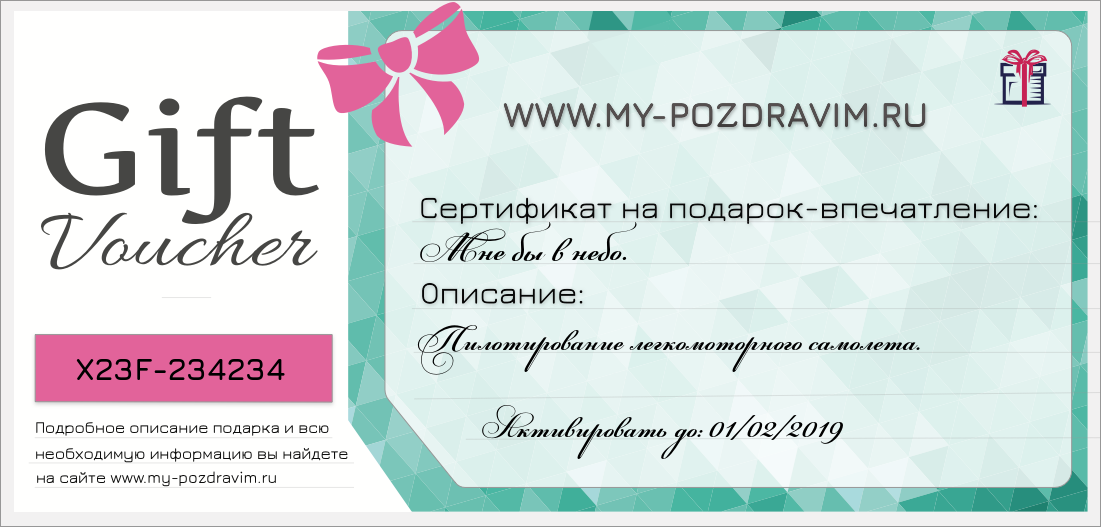 Gift
Voucher
X23F-234234
Подробное описание подарка и всю
необходимую информацию вы найдете
на сайте www.my-pozdravim.ru
WWW.MY-POZDRAVIM.RU
Сертификат на подарок-впечатление:
Мне бы в небо.
Описание:
Пилотирование легкомоторного самолета.
Активировать до: 01/02/2019